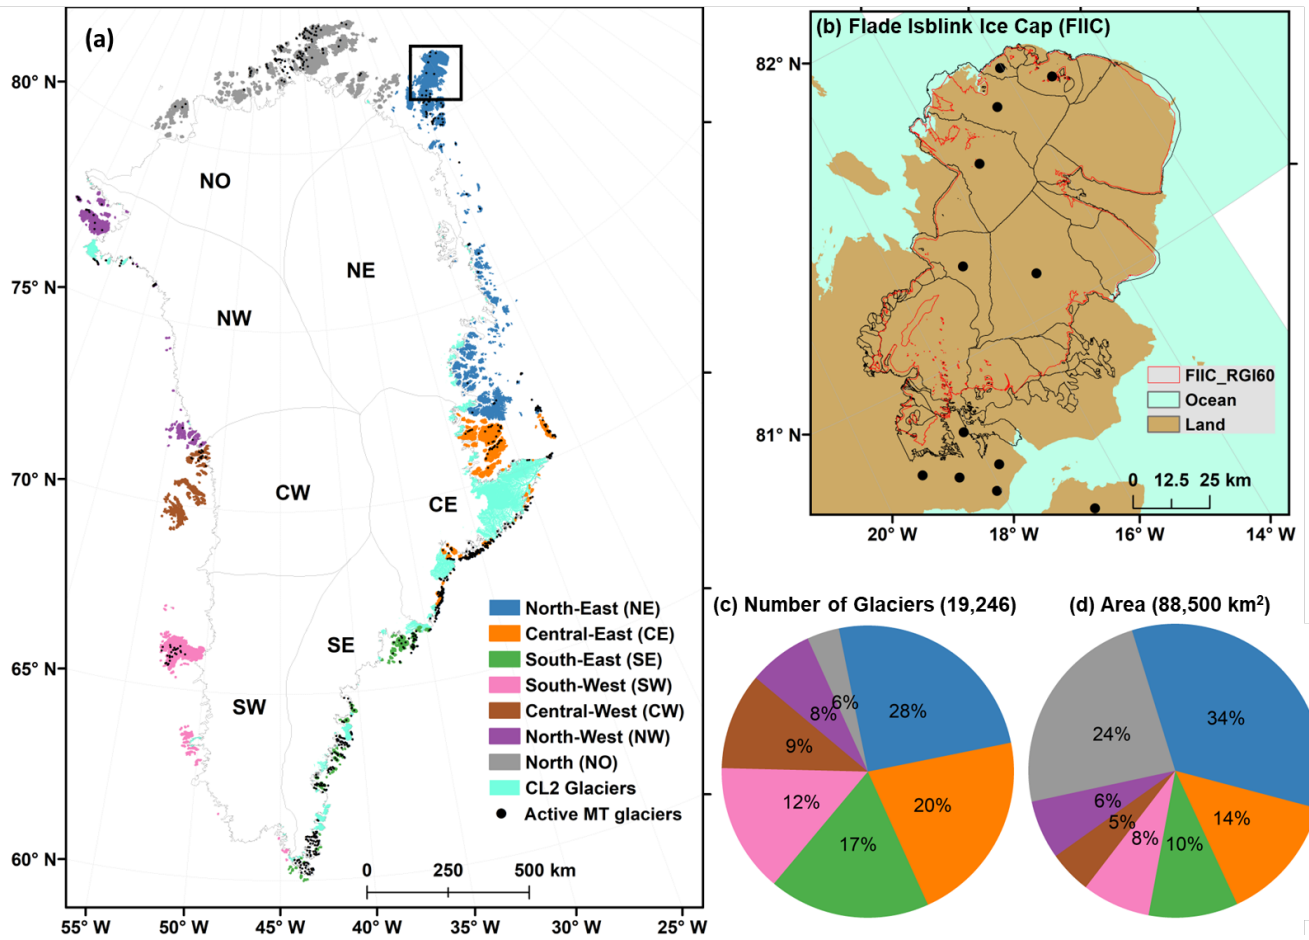 (a)
80° N
75° N
70° N
65° N
60° N
NO
NE
NW
CW
CE
SE
SW
North-East (NE)
Central-East (CE)
South-East (SE)
South-West (SW)
Central-West (CW)
North-West (NW)
North (NO)
CL2 Glaciers
Active MT glaciers
0 250 500 km
55° W 50° W 45° W 40° W 35° W 30° W 25° W
(b) Flade Isblink Ice Cap (FIIC)
82° N
81° N
FIIC_RGI60
Ocean
Land
0 12.5 25 km
20° W 18° W 16° W 14° W
(c) Number of Glaciers (19,246)
6%
28%
8%
9%
20%
12%
17%
(d) Area (88,500 km²)
34%
24%
6%
5%
14%
8%
10%